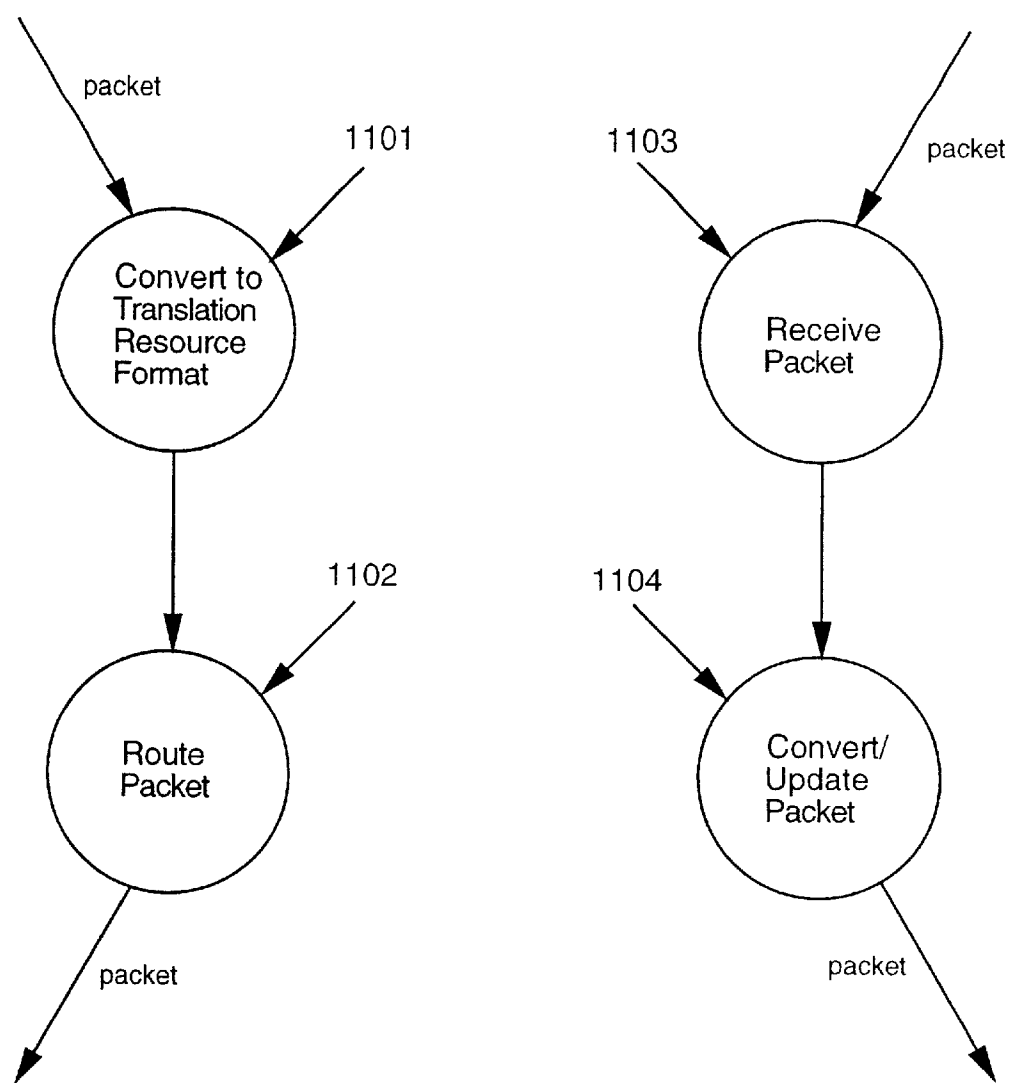 packet
1101
Convert to
Translation
Resource
Format
1102
Route
Packet
packet
packet
1103
Receive
Packet
1104
Convert/
Update
Packet
packet